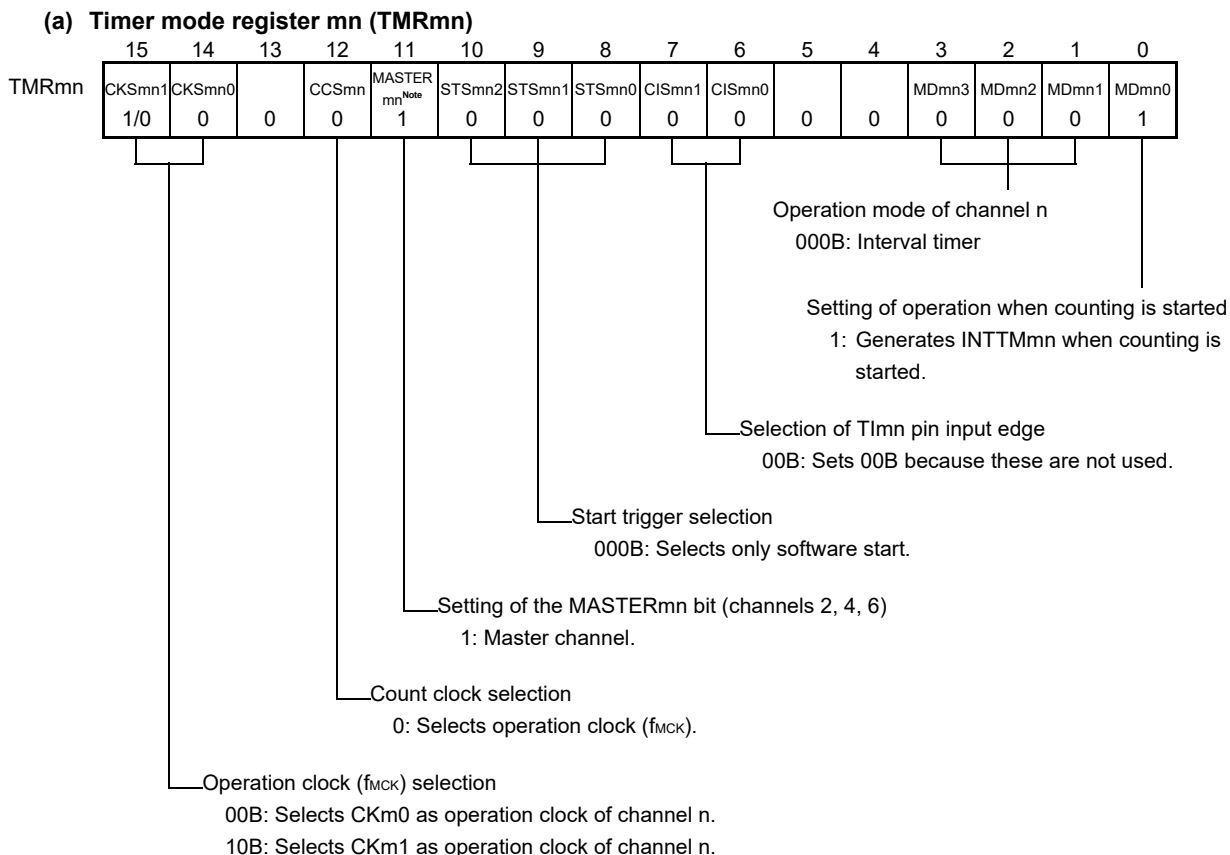 (a) Timer mode register mn (TMRmn)
15 14 13 12 11 10 9 8 7 6 5 4 3 2 1 0
TMRmn CKSmn1 CKSmn0 CCSmn MASTER mn Note STSmn2 STSmn1 STSmn0 CISmn1 CISmn0 MDmn3 MDmn2 MDmn1 MDmn0
1/0 0 0 0 1 0 0 0 0 0 0 0 0 0 0 1
Operation mode of channel n
000B: Interval timer
Setting of operation when counting is started
1: Generates INTTMmn when counting is
started.
Selection of TImn pin input edge
00B: Sets 00B because these are not used.
Start trigger selection
000B: Selects only software start.
Setting of the MASTERmn bit (channels 2, 4, 6)
1: Master channel.
Count clock selection
0: Selects operation clock (fMCK).
Operation clock (fMCK) selection
00B: Selects CKm0 as operation clock of channel n.
10B: Selects CKm1 as operation clock of channel n.